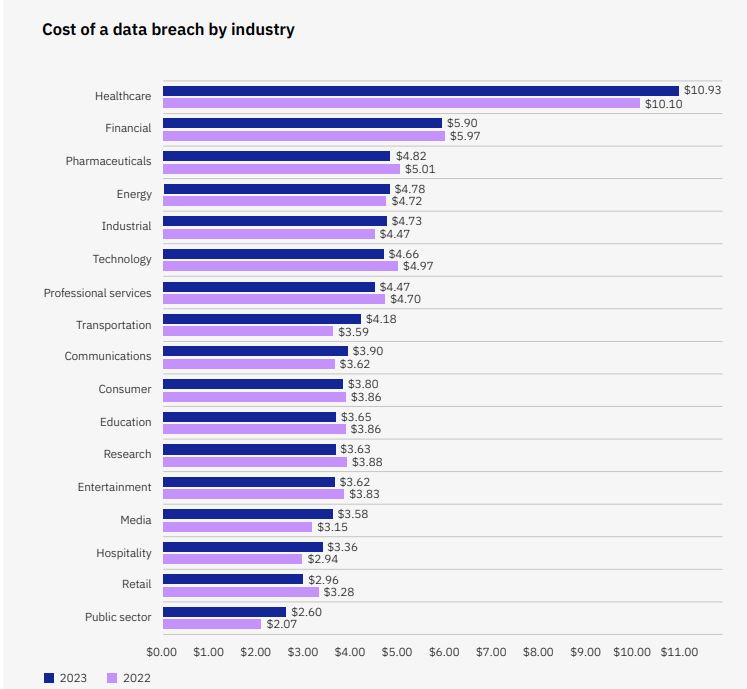 Cost of a data breach by industry
Healthcare
$10.93
$10.10
Financial
$5.90
$5.97
Pharmaceuticals
$4.82
$5.01
Energy
$4.78
$4.72
Industrial
$4.73
$4.47
Technology
$4.66
$4.97
Professional services
$4.47
$4.70
Transportation
$4.18
$3.59
Communications
$3.90
$3.62
Consumer
$3.80
$3.86
Education
$3.65
$3.86
Research
$3.63
$3.88
Entertainment
$3.62
$3.83
Media
$3.58
$3.15
Hospitality
$3.36
$2.94
Retail
$2.96
$3.28
Public sector
$2.60
$2.07
$0.00 $1.00 $2.00 $3.00 $4.00 $5.00 $6.00 $7.00 $8.00 $9.00 $10.00 $11.00
2023 2022